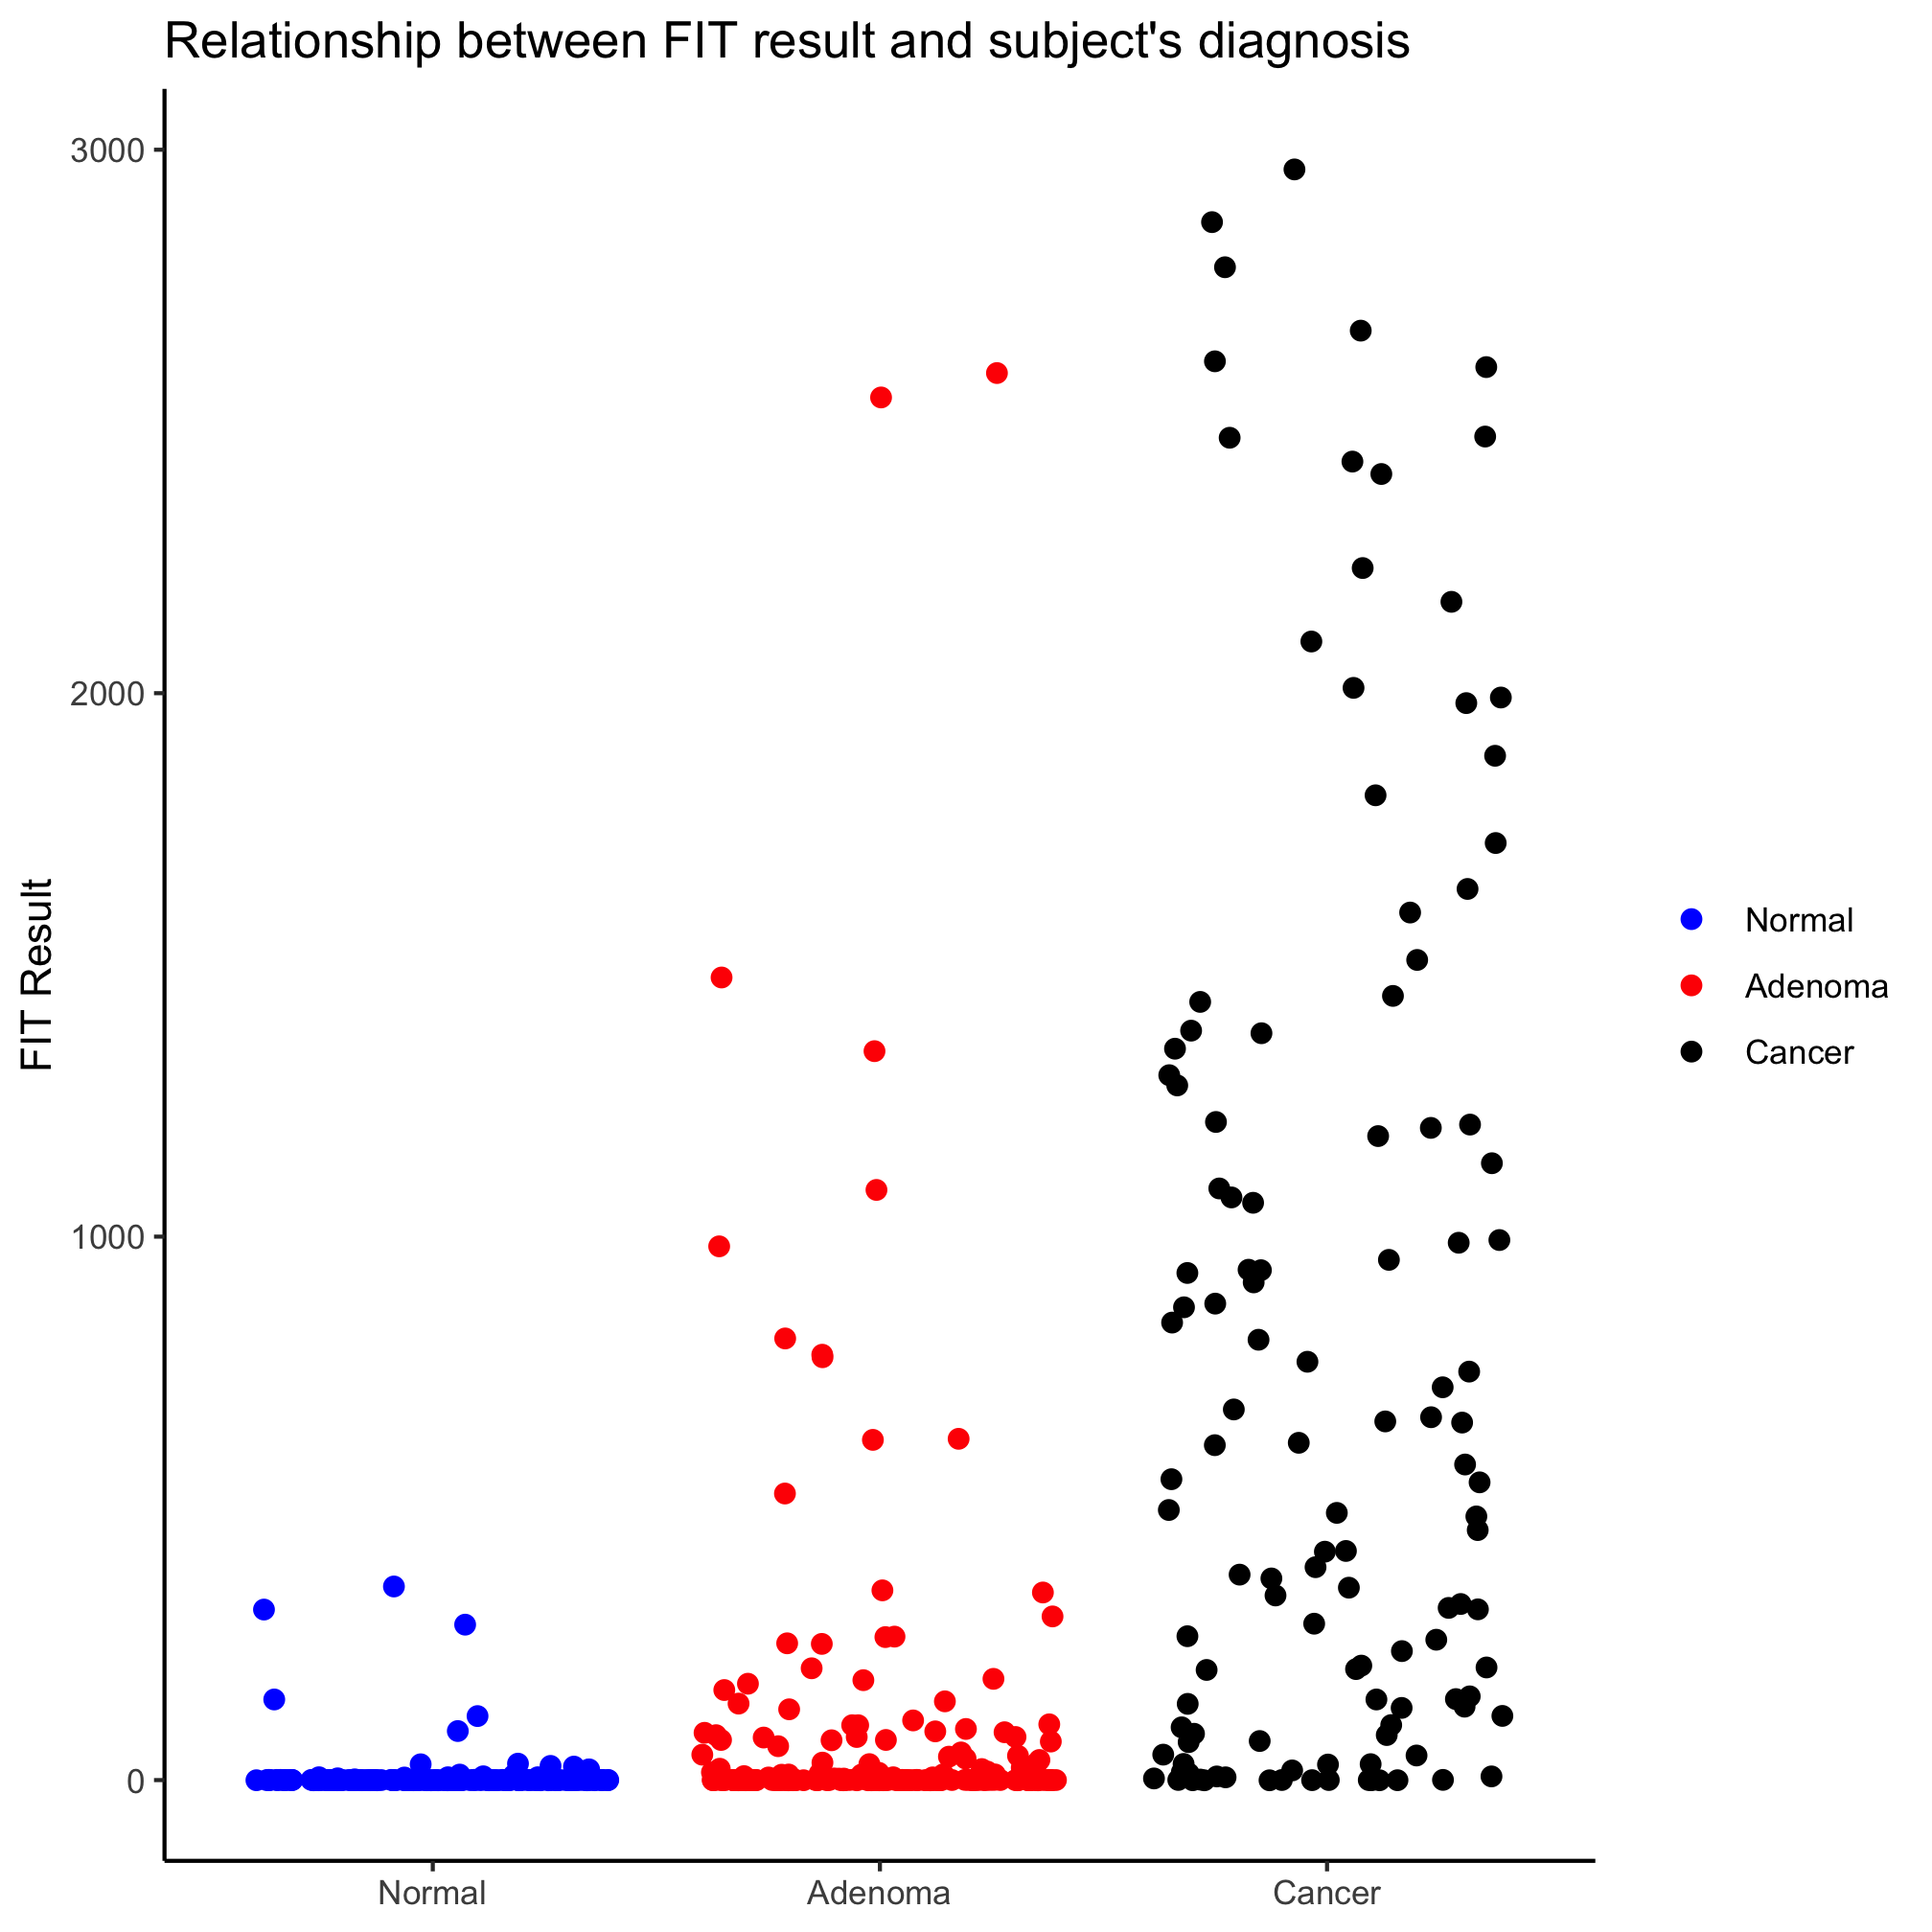 Relationship between FIT result and subject's diagnosis
FIT Result
3000
2000
1000
0
Normal
Adenoma
Cancer
Normal
Adenoma
Cancer